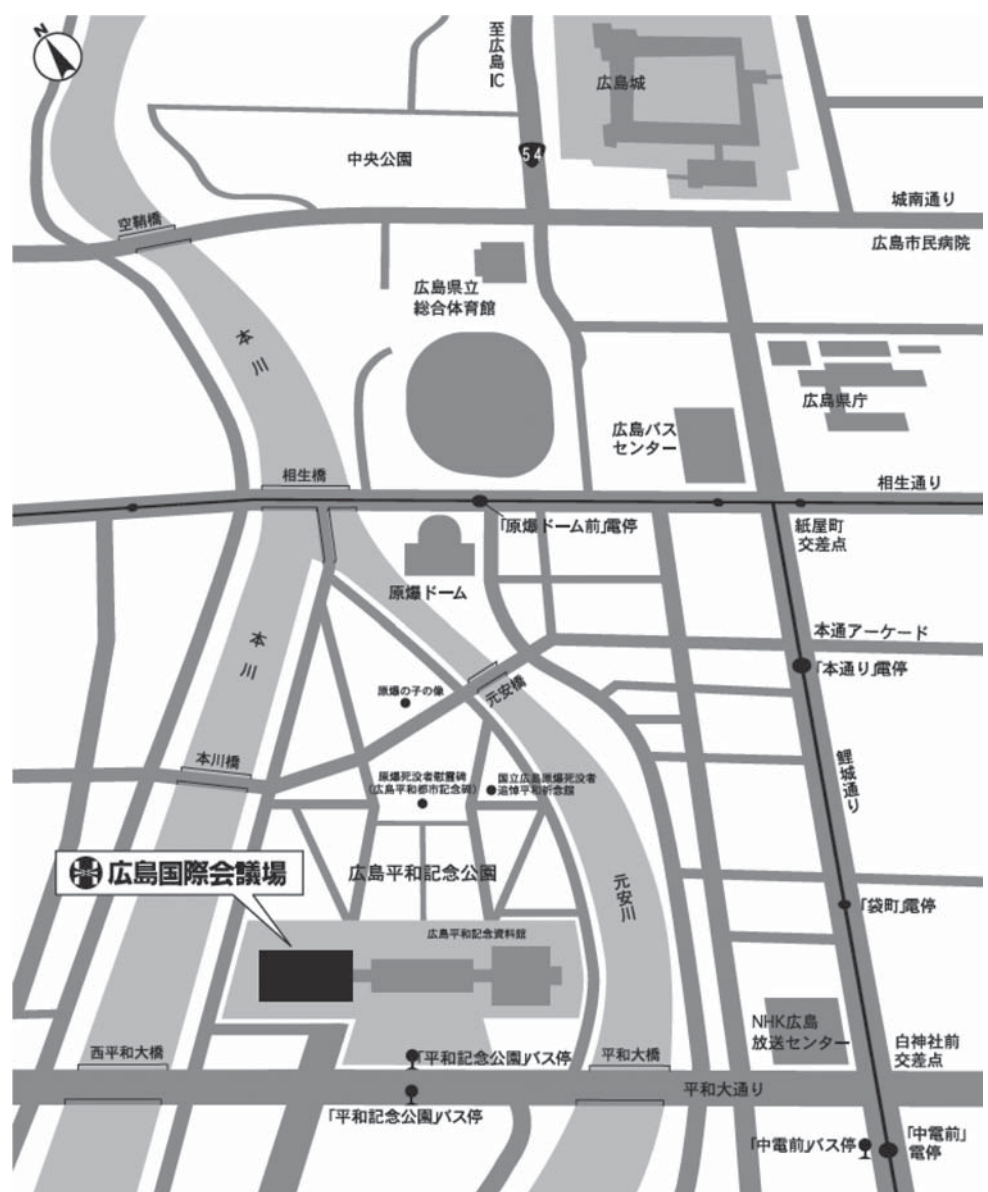 N
至広島IC
広島城
中央公園
54
城南通り
空鞘橋
広島市民病院
広島県立
総合体育館
本川
広島県庁
広島バス
センター
相生橋
相生通り
「原爆ドーム前」電停
紙屋町
交差点
原爆ドーム
本通アーケード
本川
「本通り」電停
原爆の子の像
元安橋
本川橋
鯉城通り
原爆死没者慰霊碑
(広島平和都市記念碑)
国立広島原爆死没者
追悼平和祈念館
広島国際会議場
広島平和記念公園
元安川
「袋町」電停
広島平和記念資料館
NHK広島
放送センター
白神社前
交差点
西平和大橋
「平和記念公園」バス停
平和大橋
平和大通り
「平和記念公園」バス停
「中電前」バス停
「中電前」
電停